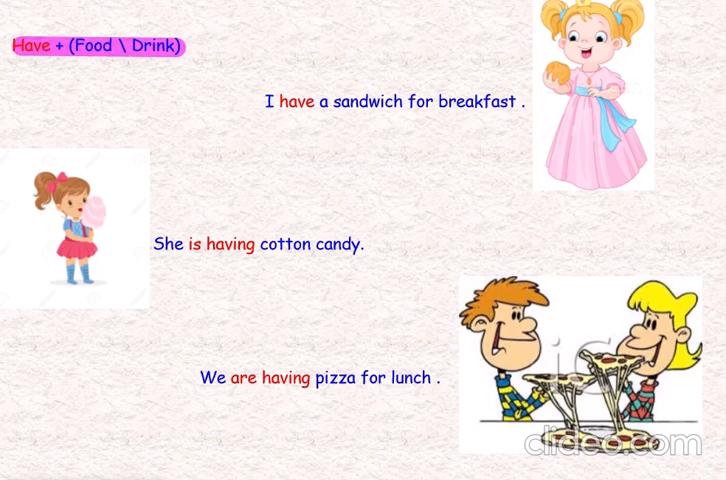 Have + (Food \ Drink)
I have a sandwich for breakfast .
She is having cotton candy.
We are having pizza for lunch .
clideo.com